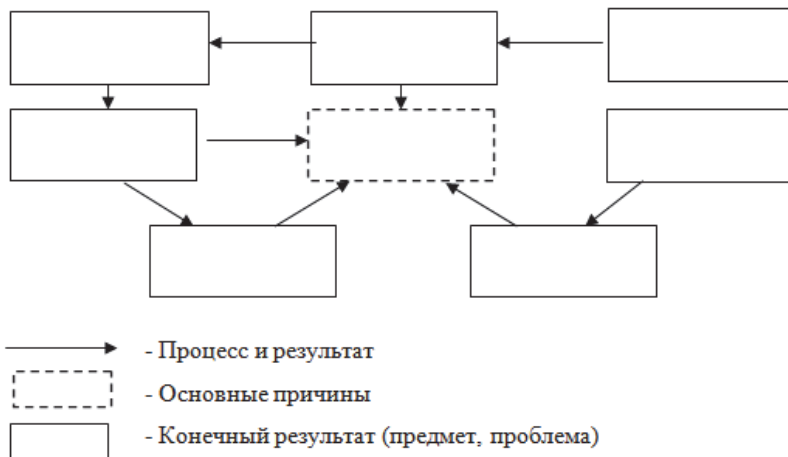 - Процесс и результат
- Основные причины
- Конечный результат (предмет, проблема)